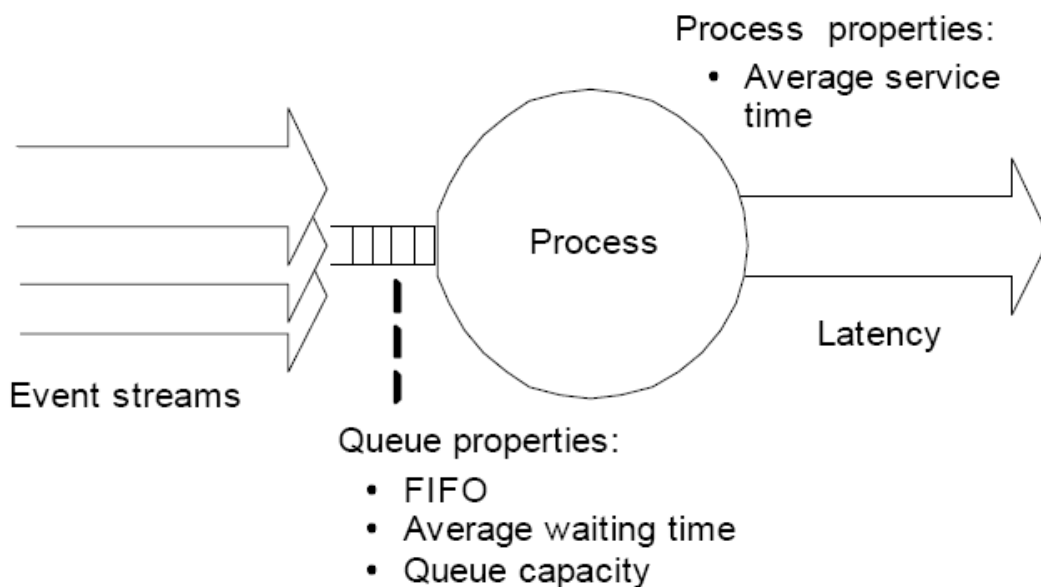 Process properties:
• Average service
time
Process
Latency
Event streams
Queue properties:
• FIFO
• Average waiting time
• Queue capacity